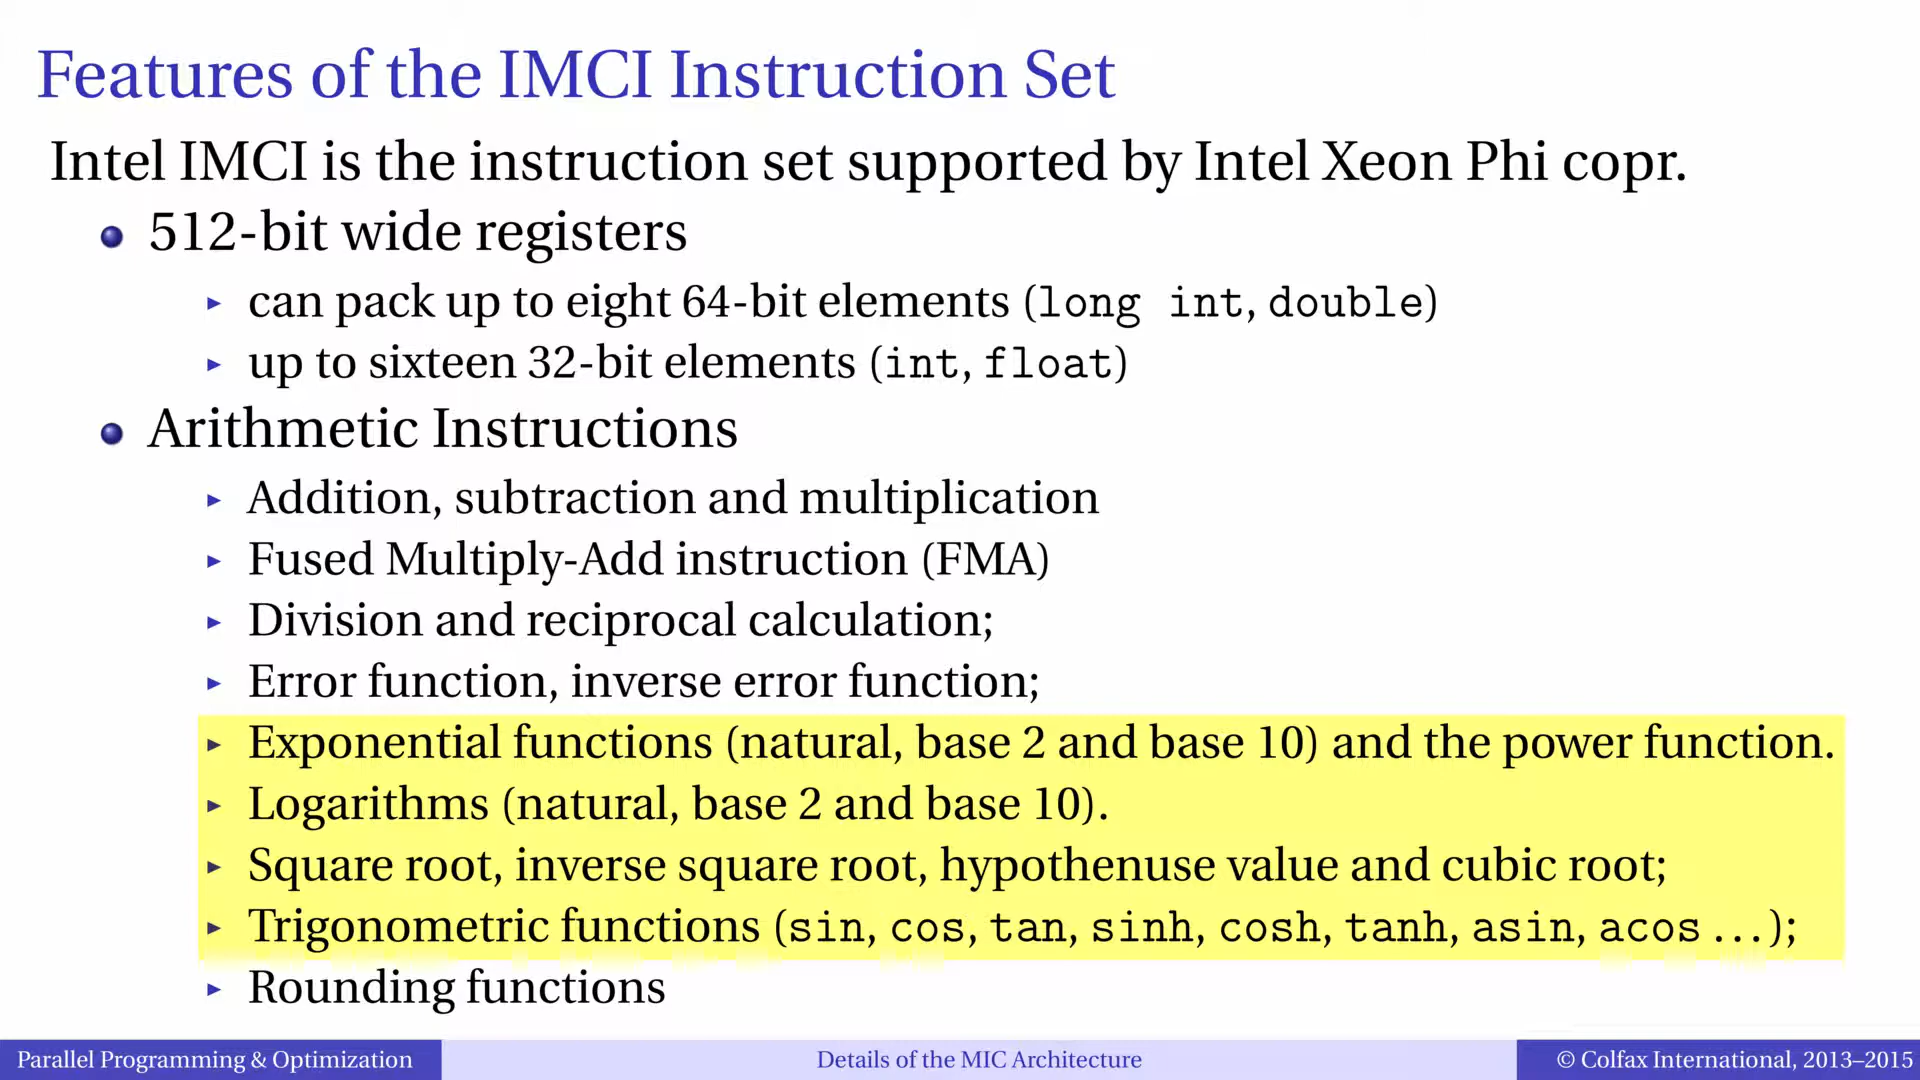 Features of the IMCI Instruction Set
Intel IMCI is the instruction set supported by Intel Xeon Phi copr.
512-bit wide registers
can pack up to eight 64-bit elements (long int, double)
up to sixteen 32-bit elements (int, float)
Arithmetic Instructions
Addition, subtraction and multiplication
Fused Multiply-Add instruction (FMA)
Division and reciprocal calculation;
Error function, inverse error function;
Exponential functions (natural, base 2 and base 10) and the power function.
Logarithms (natural, base 2 and base 10).
Square root, inverse square root, hypothenuse value and cubic root;
Trigonometric functions (sin, cos, tan, sinh, cosh, tanh, asin, acos ...);
Rounding functions
Parallel Programming & Optimization
Details of the MIC Architecture
© Colfax International, 2013–2015